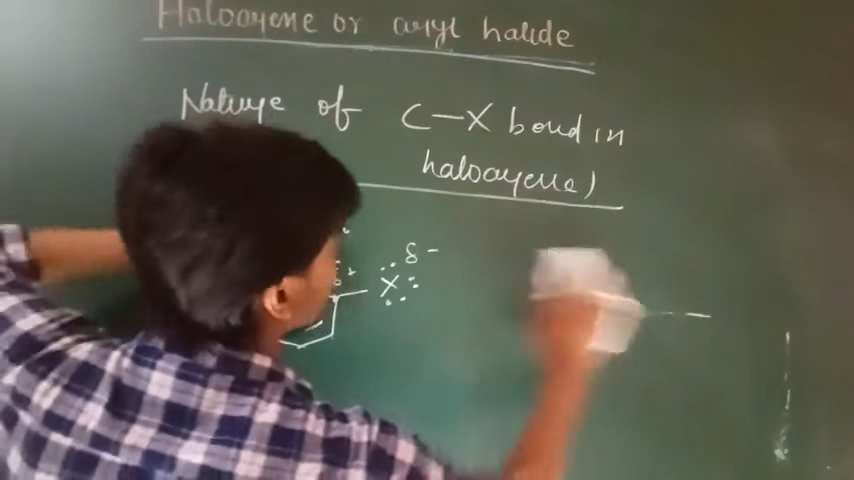 Haloarene or aryl halide
Nature of C–X bond in
haloarene)
δ+ X δ–